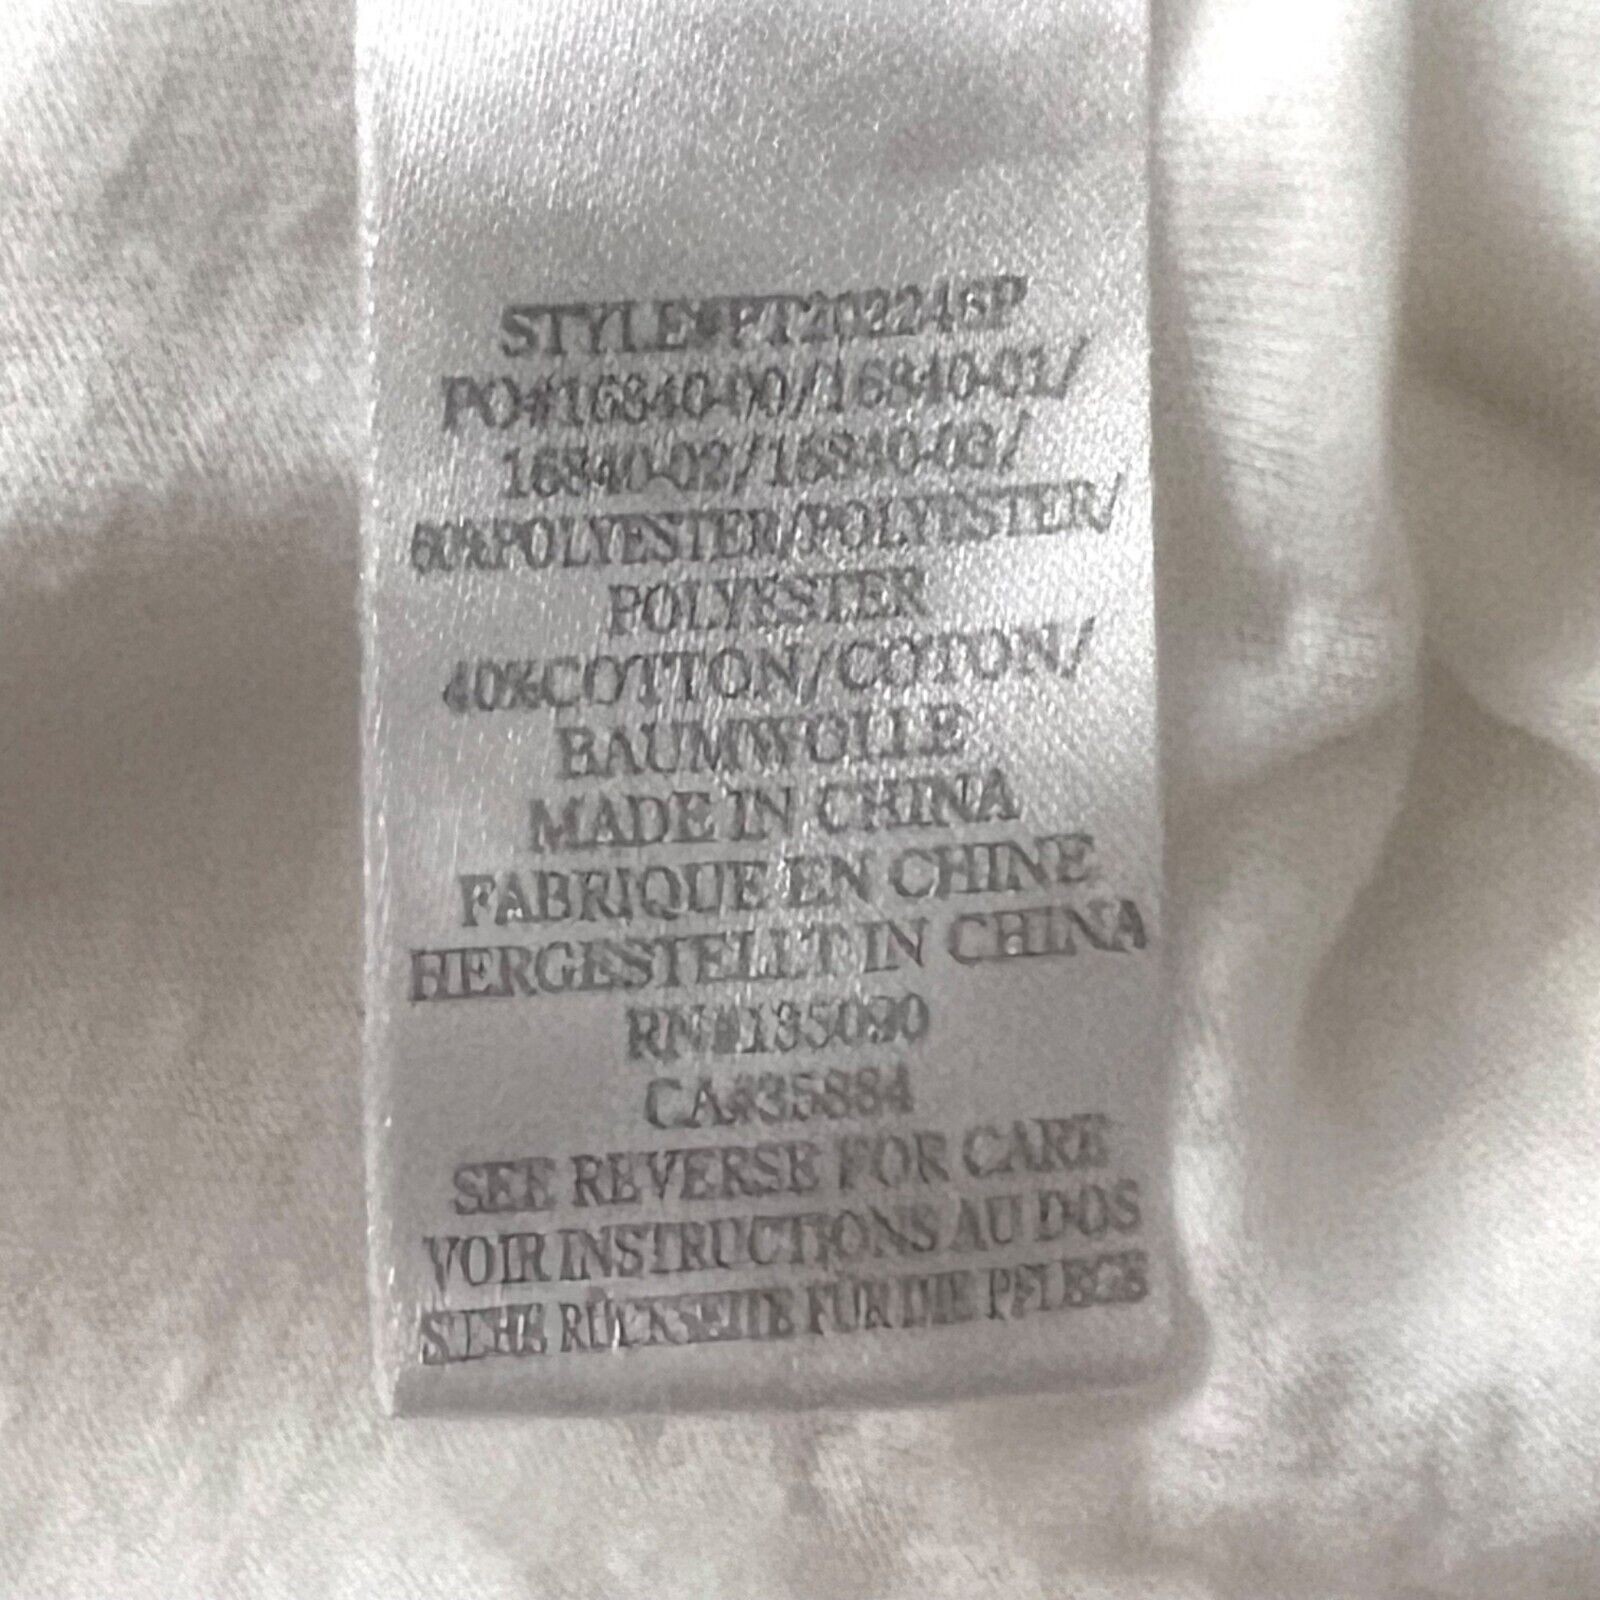 STYLE#PT202246P
PO#16840-00/16840-01/
16840-02/16840-03/
60%POLYESTER/POLYESTER/
POLYESTER
40%COTTON/COTON/
BAUMWOLLE
MADE IN CHINA
FABRIQUE EN CHINE
HERGESTELLT IN CHINA
RN#135090
CA#35884
SEE REVERSE FOR CARE
VOIR INSTRUCTIONS AU DOS
SIEHE RÜCKSEITE FÜR DIE PFLEGE